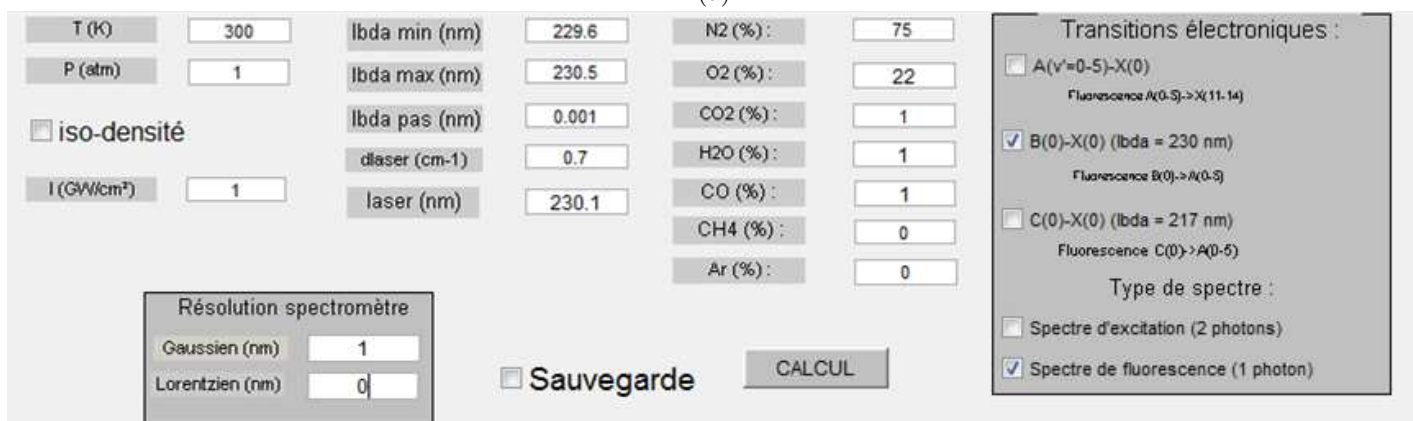 T (K) 300
P (atm) 1
iso-densité
I (GW/cm²) 1
lbda min (nm) 229.6
lbda max (nm) 230.5
lbda pas (nm) 0.001
dlaser (cm-1) 0.7
laser (nm) 230.1
N2 (%) : 75
O2 (%) : 22
CO2 (%) : 1
H2O (%) : 1
CO (%) : 1
CH4 (%) : 0
Ar (%) : 0
Transitions électroniques :
A(v'=0-5)-X(0)
Fluorescence A(0-5)->X(11-14)
B(0)-X(0) (lbda = 230 nm)
Fluorescence B(0)->A(0-5)
C(0)-X(0) (lbda = 217 nm)
Fluorescence C(0)->A(0-5)
Type de spectre :
Spectre d'excitation (2 photons)
Spectre de fluorescence (1 photon)
Résolution spectromètre
Gaussien (nm) 1
Lorentzien (nm) 0
Sauvegarde
CALCUL